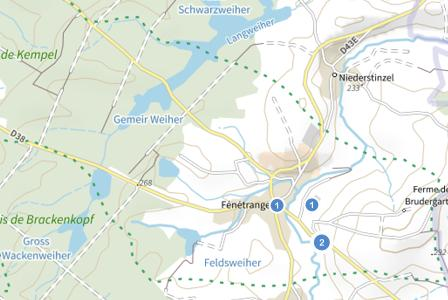 Schwarzweiher
Langweiher
de Kempel
D43E
Niederstinzel
233
Gemeir Weiher
D38
268
Ferme de
Brudergart
Fénétrange
1
1
is de Brackenkopf
2
Gross
Wackenweiher
Feldsweiher
292